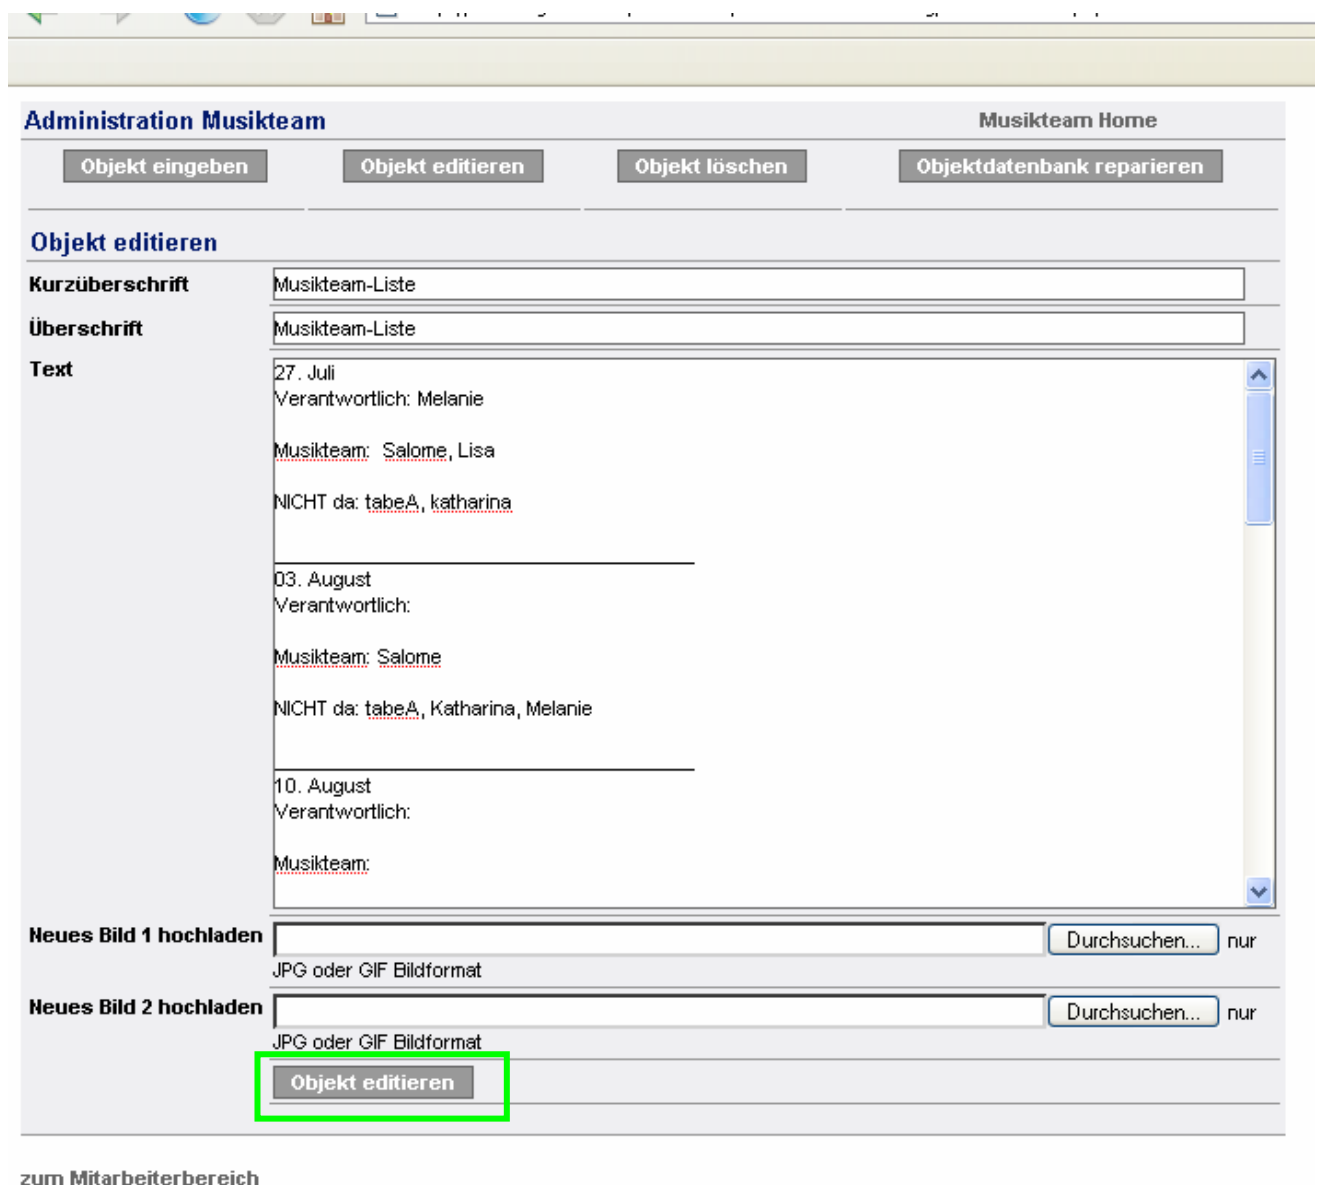 Administration Musikteam
Musikteam Home
Objekt eingeben
Objekt editieren
Objekt löschen
Objektdatenbank reparieren
Objekt editieren
Kurzüberschrift
Musikteam-Liste
Überschrift
Musikteam-Liste
Text
27. Juli
Verantwortlich: Melanie
Musikteam: Salome, Lisa
NICHT da: tabeA, katharina
03. August
Verantwortlich:
Musikteam: Salome
NICHT da: tabeA, Katharina, Melanie
10. August
Verantwortlich:
Musikteam:
Neues Bild 1 hochladen
Durchsuchen... nur
JPG oder GIF Bildformat
Neues Bild 2 hochladen
Durchsuchen... nur
JPG oder GIF Bildformat
Objekt editieren
zum Mitarbeiterbereich